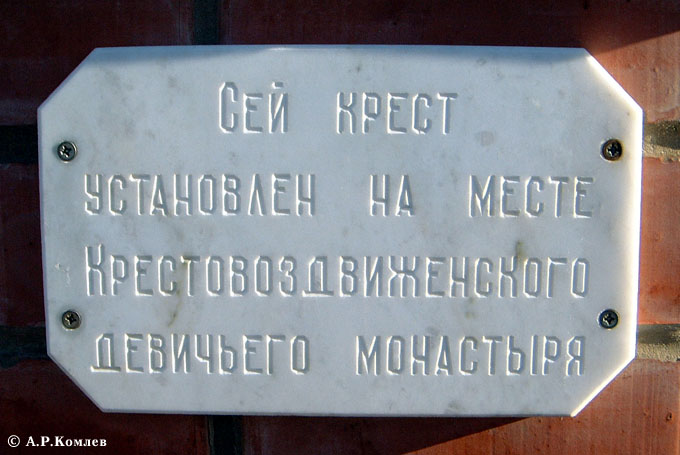 Сей крест
установлен на месте
Крестовоздвиженского
девичьего монастыря
© А.Р.Комлев